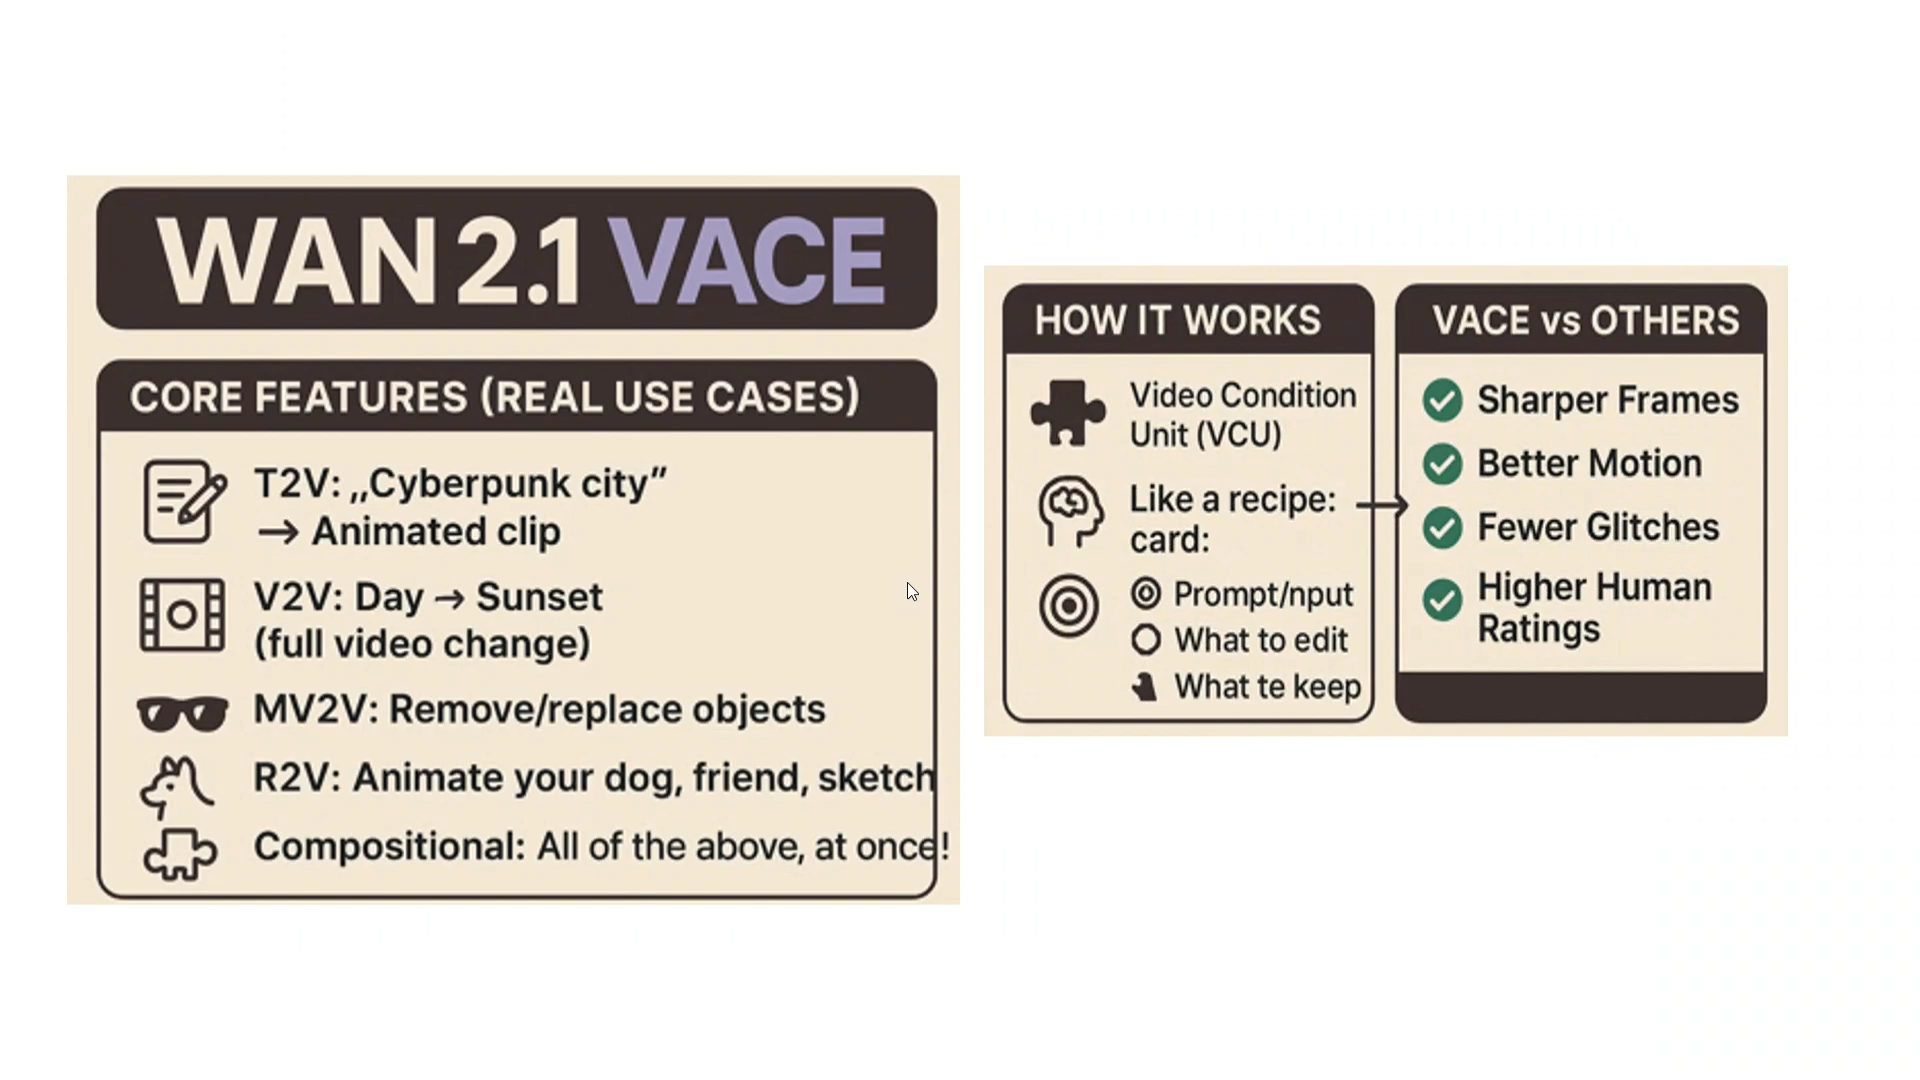 WAN 2.1 VACE
CORE FEATURES (REAL USE CASES)
T2V: „Cyberpunk city”
→ Animated clip
V2V: Day → Sunset
(full video change)
MV2V: Remove/replace objects
R2V: Animate your dog, friend, sketch
Compositional: All of the above, at once!
HOW IT WORKS
Video Condition
Unit (VCU)
Like a recipe:
card:
Prompt/nput
What to edit
What te keep
VACE vs OTHERS
Sharper Frames
Better Motion
Fewer Glitches
Higher Human
Ratings